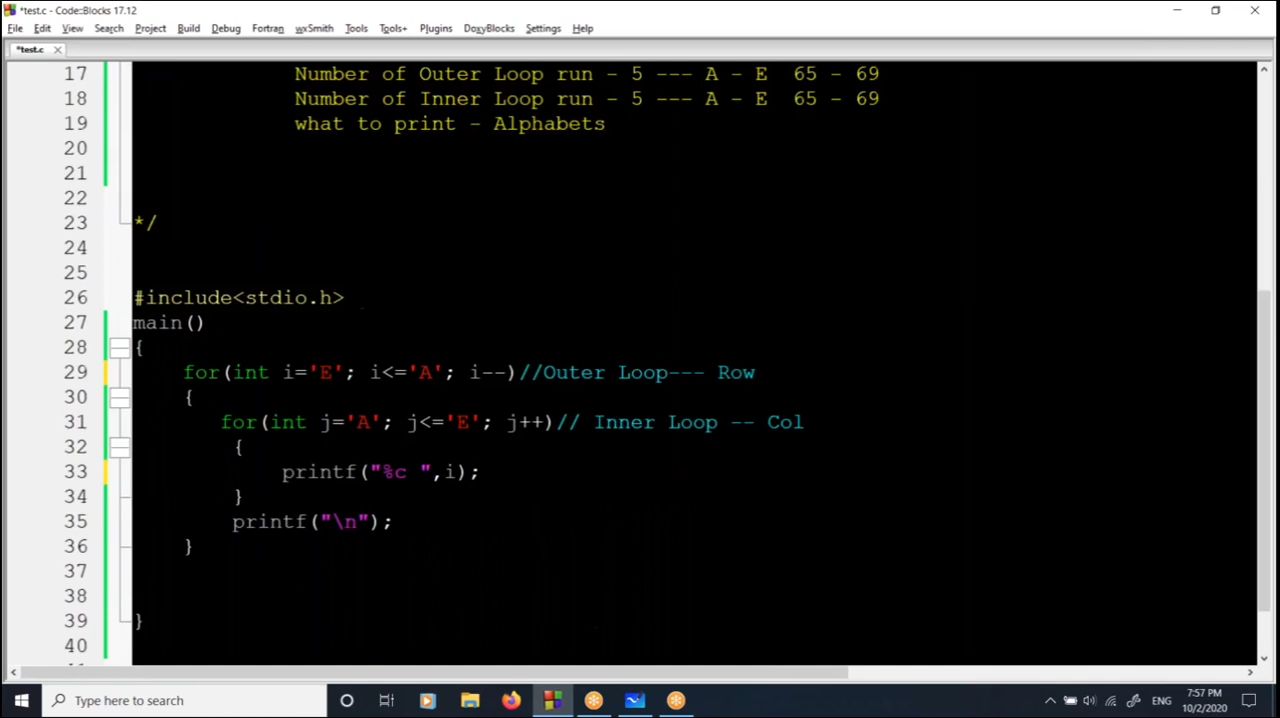 *test.c - Code::Blocks 17.12
File Edit View Search Project Build Debug Fortran wxSmith Tools Tools+ Plugins DoxyBlocks Settings Help
*test.c
17 Number of Outer Loop run - 5 --- A - E 65 - 69
18 Number of Inner Loop run - 5 --- A - E 65 - 69
19 what to print - Alphabets
20
21
22
23 */
24
25
26 #include<stdio.h>
27 main()
28 {
29 for(int i='E'; i<='A'; i--)//Outer Loop--- Row
30 {
31 for(int j='A'; j<='E'; j++)// Inner Loop -- Col
32 {
33 printf("%c ",i);
34 }
35 printf("\n");
36 }
37
38
39 }
40
Type here to search
ENG
7:57 PM
10/2/2020